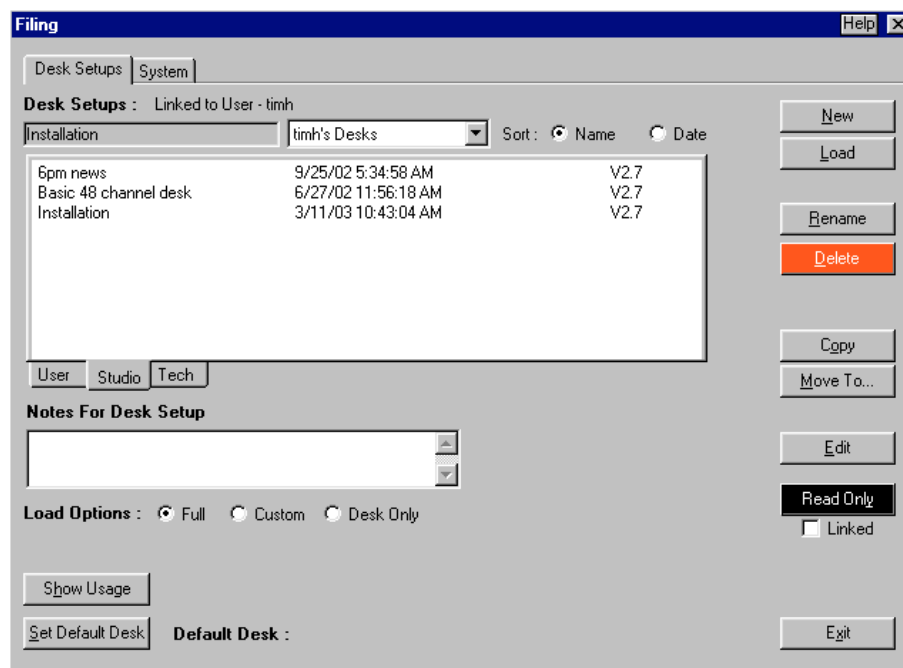 Filing Help
Desk Setups System
Desk Setups : Linked to User - timh
Installation timh's Desks Sort : Name Date
6pm news 9/25/02 5:34:58 AM V2.7
Basic 48 channel desk 6/27/02 11:56:18 AM V2.7
Installation 3/11/03 10:43:04 AM V2.7
User Studio Tech
Notes For Desk Setup
Load Options : Full Custom Desk Only
Show Usage
Set Default Desk Default Desk :
New
Load
Rename
Delete
Copy
Move To...
Edit
Read Only
Linked
Exit